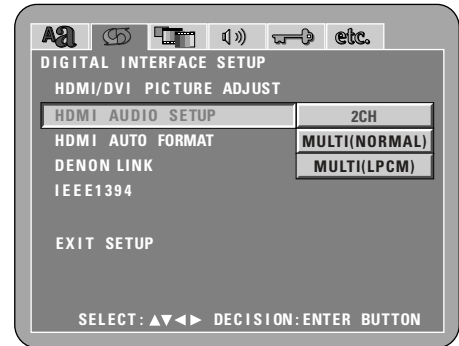 Aa etc.
DIGITAL INTERFACE SETUP
HDMI/DVI PICTURE ADJUST
HDMI AUDIO SETUP 2CH
HDMI AUTO FORMAT MULTI(NORMAL)
DENON LINK MULTI(LPCM)
IEEE1394
EXIT SETUP
SELECT:▲▼◄► DECISION:ENTER BUTTON